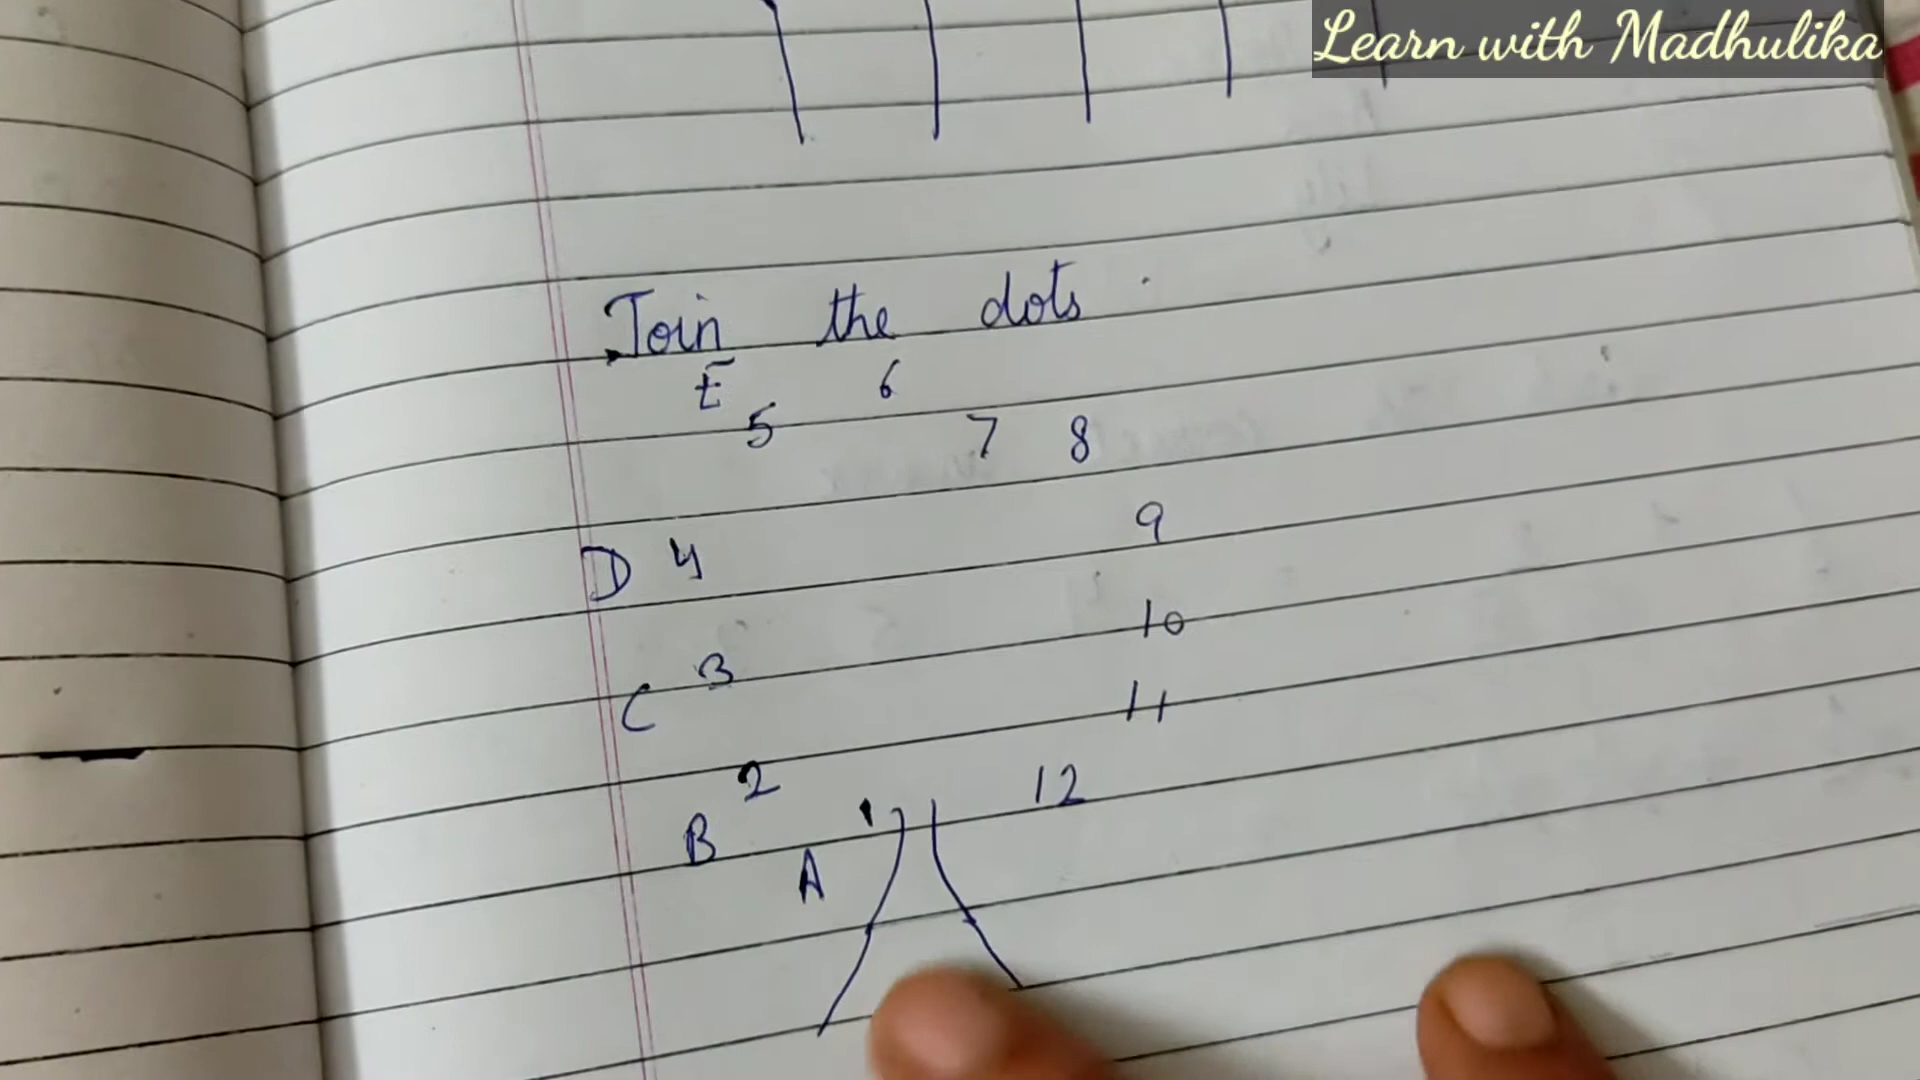 Learn with Madhulika
Join the dots.
E 6
5 7 8
D 4 9
10
C 3
11
B 2 1 12
A